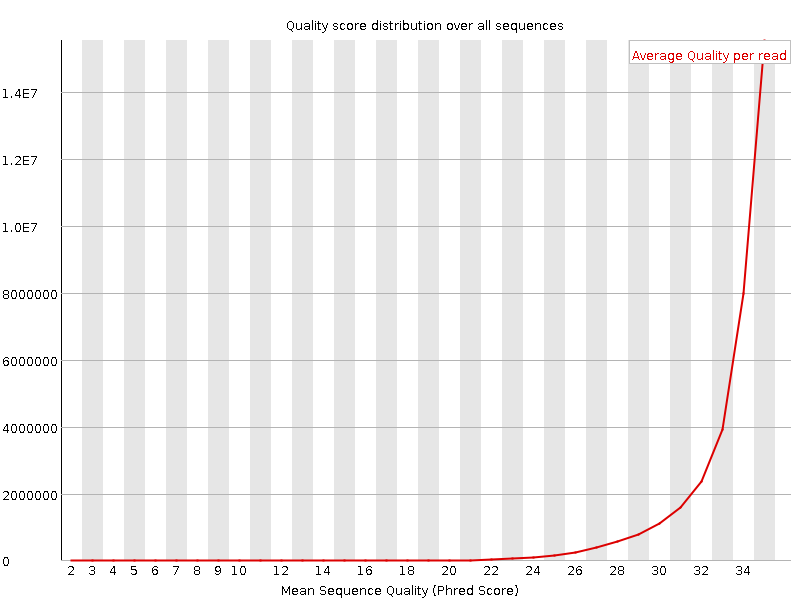 Quality score distribution over all sequences
Average Quality per read
1.4E7
1.2E7
1.0E7
8000000
6000000
4000000
2000000
0
2 3 4 5 6 7 8 9 10 12 14 16 18 20 22 24 26 28 30 32 34
Mean Sequence Quality (Phred Score)